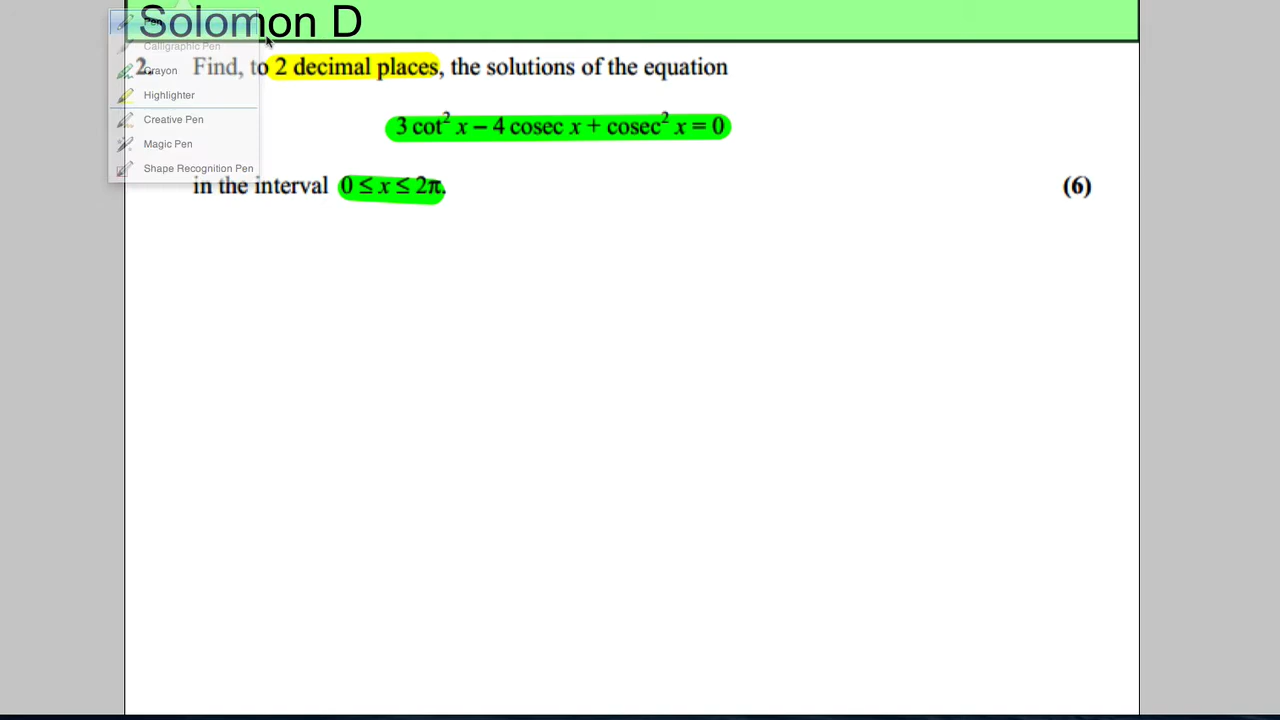 Solomon D
Pen
Calligraphic Pen
2. Find, to 2 decimal places, the solutions of the equation
Crayon
Highlighter
3 cot² x – 4 cosec x + cosec² x = 0
Creative Pen
Magic Pen
Shape Recognition Pen
in the interval 0 ≤ x ≤ 2π.
(6)